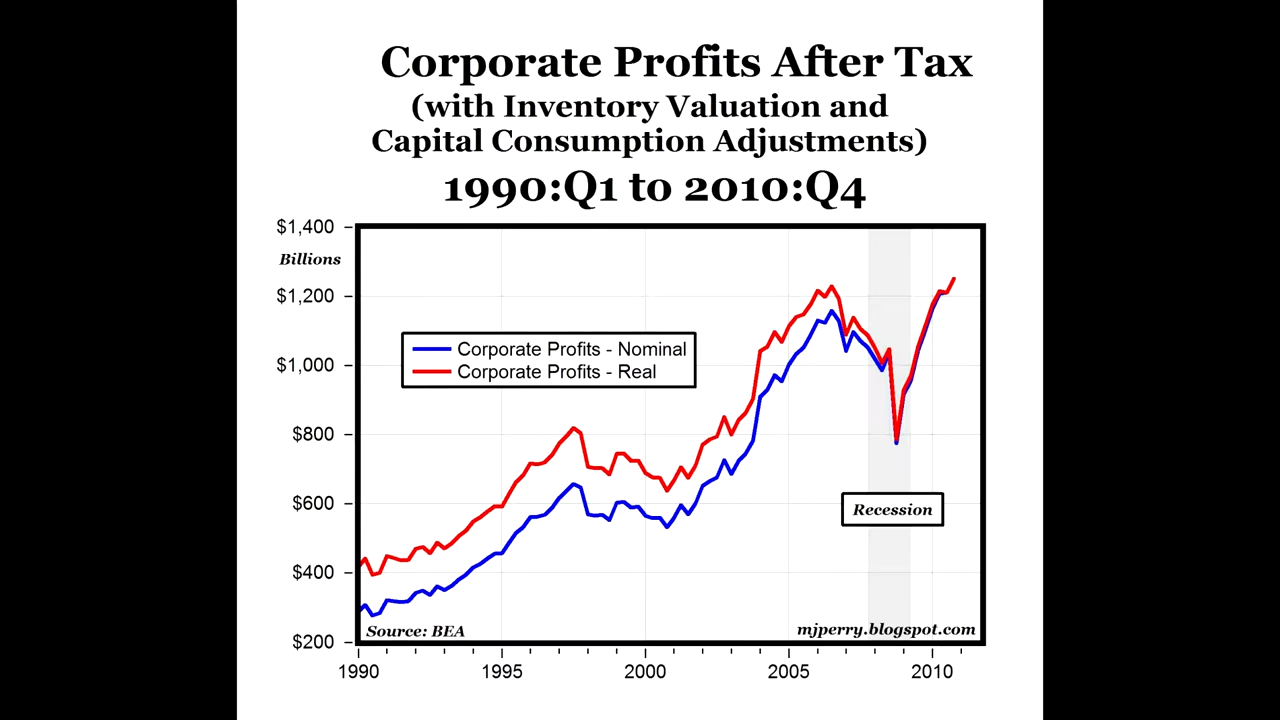 Corporate Profits After Tax
(with Inventory Valuation and
Capital Consumption Adjustments)
1990:Q1 to 2010:Q4
$1,400
Billions
$1,200
$1,000
$800
$600
$400
$200
Corporate Profits - Nominal
Corporate Profits - Real
Recession
Source: BEA
mjperry.blogspot.com
1990 1995 2000 2005 2010